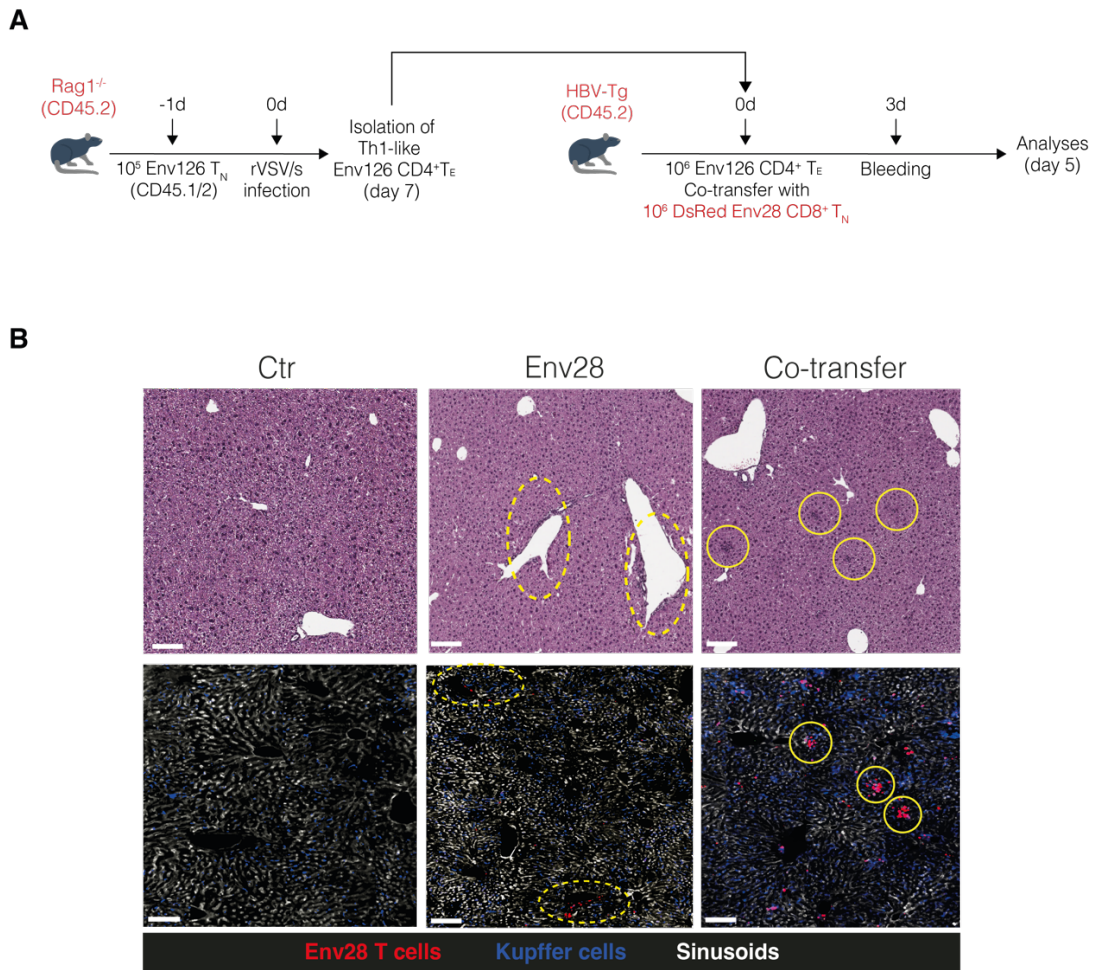 A
Rag1-/-
(CD45.2)
-1d
0d
10⁵ Env126 TN
(CD45.1/2)
rVSV/s
infection
Isolation of
Th1-like
Env126 CD4⁺TE
(day 7)
HBV-Tg
(CD45.2)
0d
3d
10⁶ Env126 CD4⁺ TE
Co-transfer with
10⁶ DsRed Env28 CD8⁺ TN
Bleeding
Analyses
(day 5)
B
Ctr
Env28
Co-transfer
Env28 T cells Kupffer cells Sinusoids